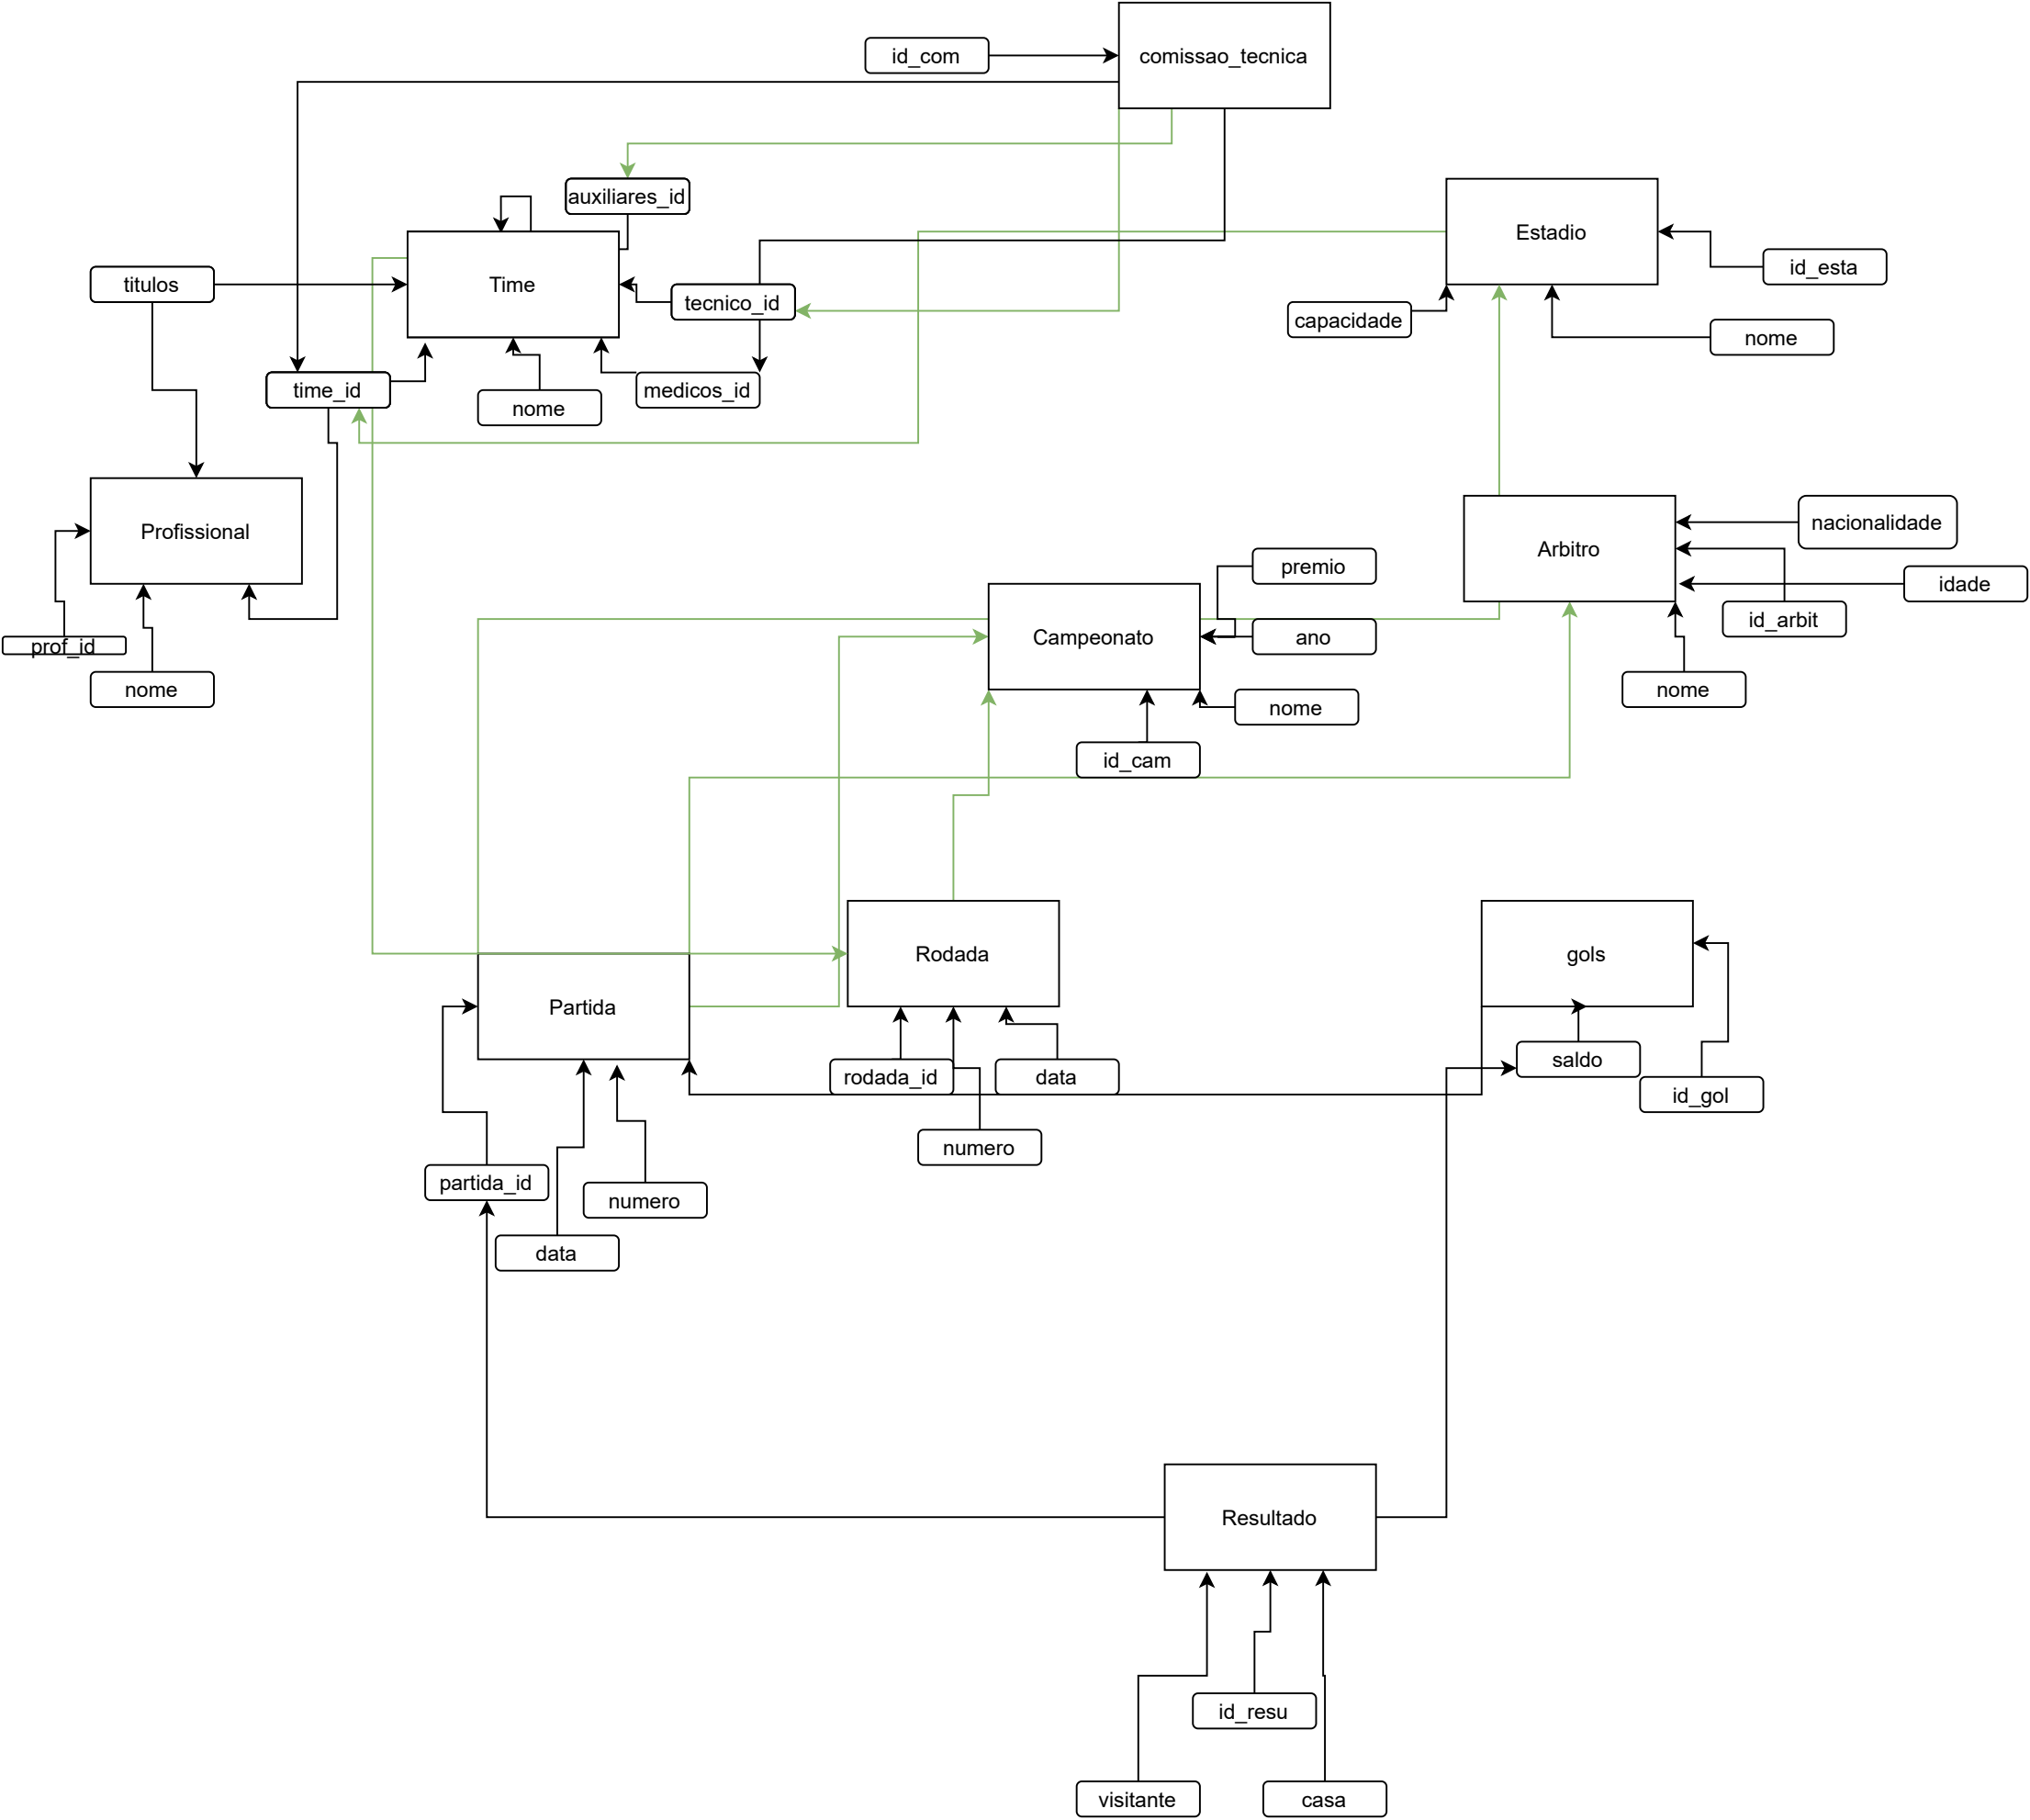 id_com
comissao_tecnica
auxiliares_id
Estadio
titulos
Time
tecnico_id
id_esta
capacidade
nome
time_id
nome
medicos_id
Profissional
Arbitro
nacionalidade
premio
idade
id_arbit
prof_id
Campeonato
ano
nome
nome
nome
id_cam
Rodada
gols
Partida
rodada_id
data
saldo
id_gol
numero
partida_id
numero
data
Resultado
id_resu
visitante
casa